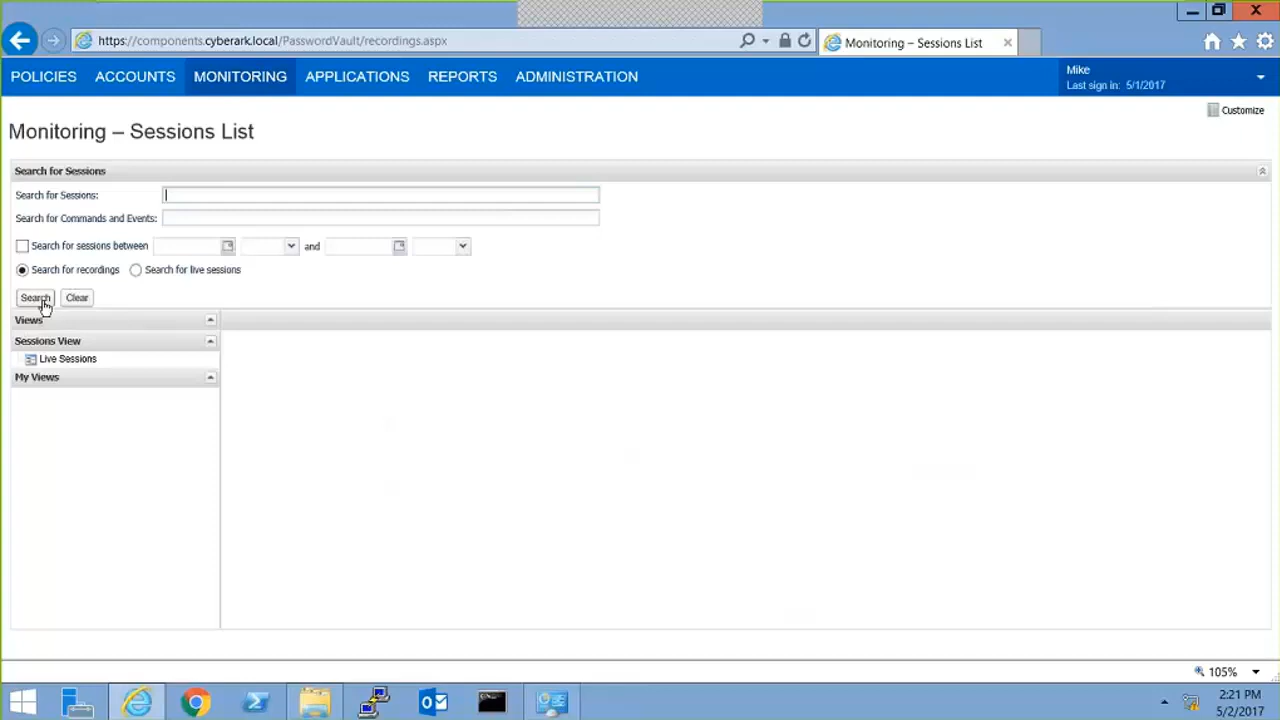 https://components.cyberark.local/PasswordVault/recordings.aspx
Monitoring – Sessions List
POLICIES ACCOUNTS MONITORING APPLICATIONS REPORTS ADMINISTRATION
Mike
Last sign in: 5/1/2017
Customize
Monitoring – Sessions List
Search for Sessions
Search for Sessions:
Search for Commands and Events:
Search for sessions between and
Search for recordings Search for live sessions
Search Clear
Views
Sessions View
Live Sessions
My Views
105%
2:21 PM
5/2/2017